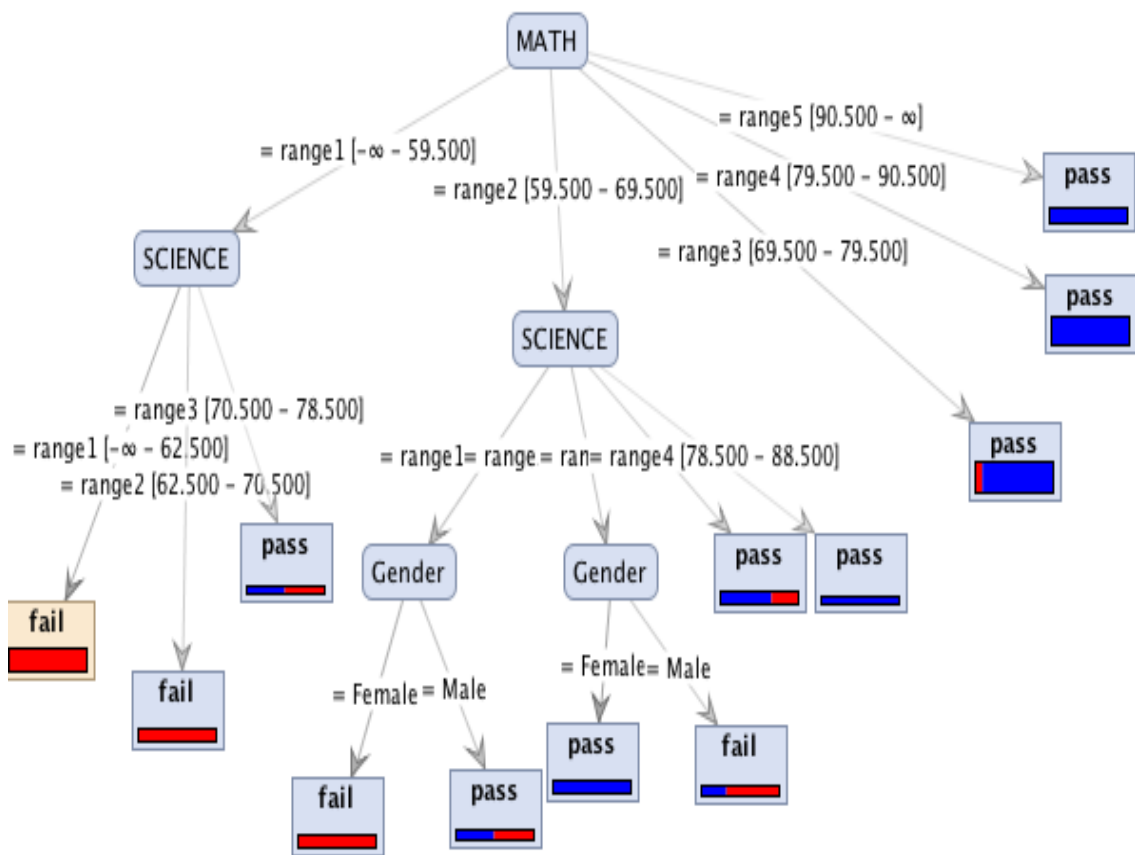 MATH
= range5 [90.500 – ∞]
= range1 [–∞ – 59.500]
= range4 [79.500 – 90.500]
= range2 [59.500 – 69.500]
pass
= range3 [69.500 – 79.500]
SCIENCE
pass
SCIENCE
= range3 [70.500 – 78.500]
= range1 [–∞ – 62.500]
= range1= range = ran= range4 [78.500 – 88.500]
= range2 [62.500 – 70.500]
pass
pass
Gender
Gender
pass
pass
fail
= Female= Male
= Female= Male
fail
pass
fail
fail
pass